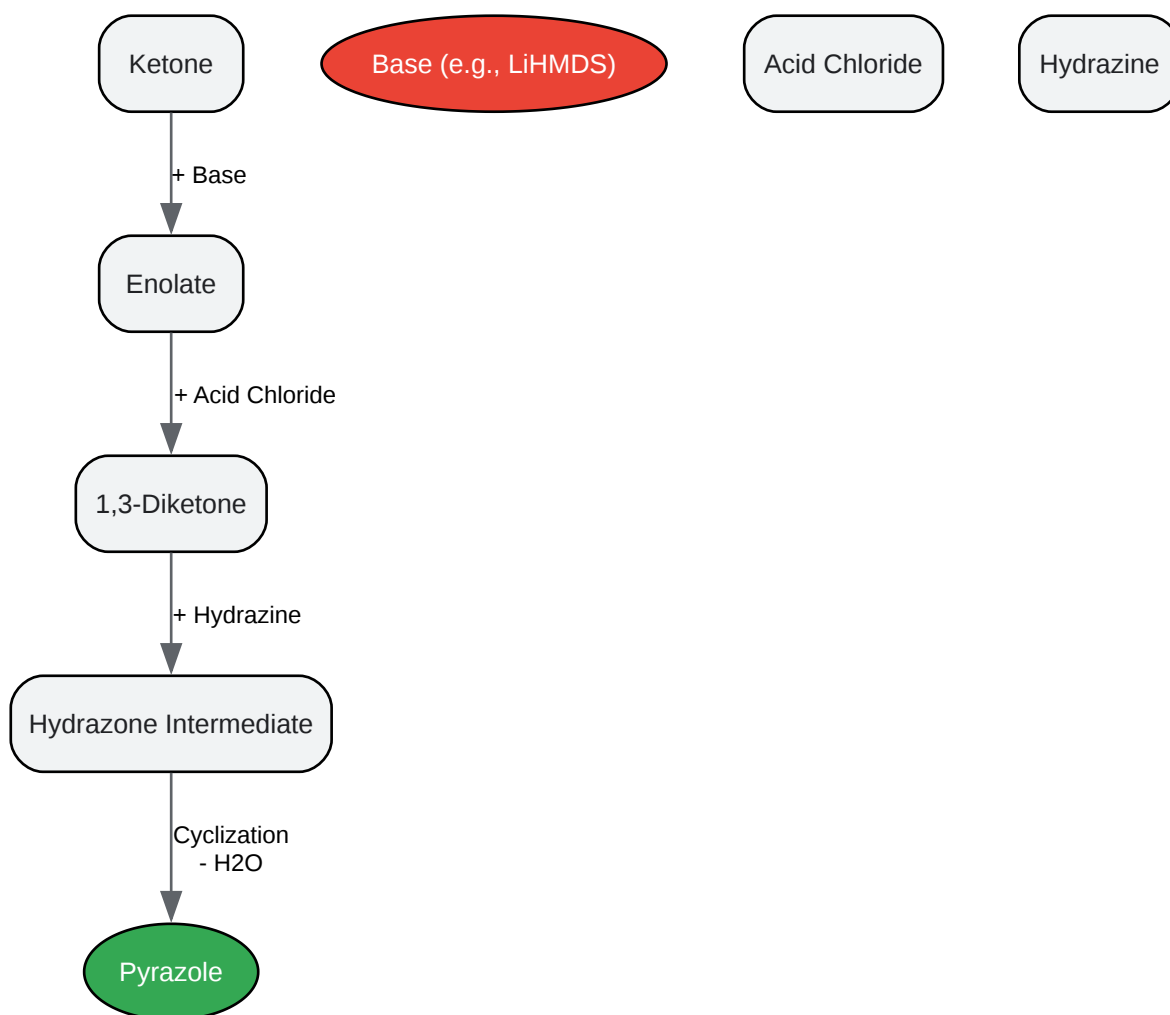 Ketone
Base (e.g., LiHMDS)
Acid Chloride
Hydrazine
+ Base
Enolate
+ Acid Chloride
1,3-Diketone
+ Hydrazine
Hydrazone Intermediate
Cyclization
- H2O
Pyrazole